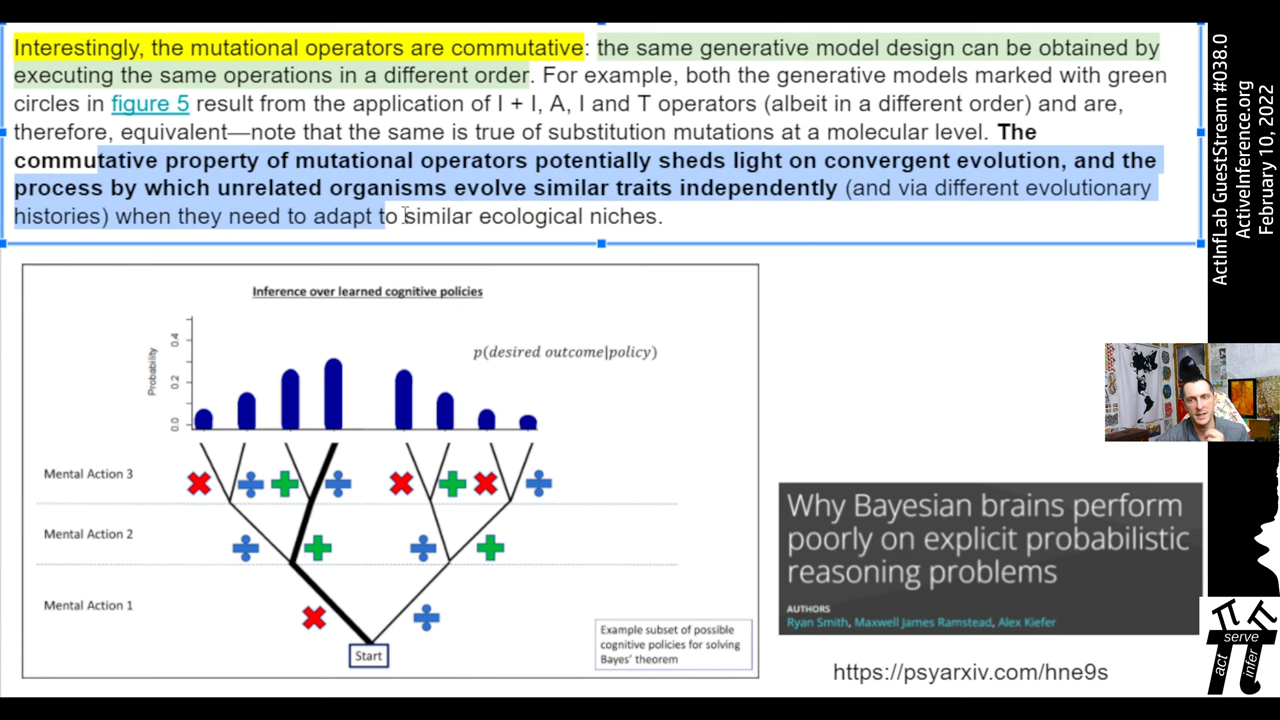 Interestingly, the mutational operators are commutative: the same generative model design can be obtained by
executing the same operations in a different order. For example, both the generative models marked with green
circles in figure 5 result from the application of I + I, A, I and T operators (albeit in a different order) and are,
therefore, equivalent—note that the same is true of substitution mutations at a molecular level. The
commutative property of mutational operators potentially sheds light on convergent evolution, and the
process by which unrelated organisms evolve similar traits independently (and via different evolutionary
histories) when they need to adapt to similar ecological niches.
Inference over learned cognitive policies
p(desired outcome|policy)
Probability
0.4
0.2
0.0
Mental Action 3
Mental Action 2
Mental Action 1
Start
Example subset of possible
cognitive policies for solving
Bayes' theorem
Why Bayesian brains perform
poorly on explicit probabilistic
reasoning problems
AUTHORS
Ryan Smith, Maxwell James Ramstead, Alex Kiefer
https://psyarxiv.com/hne9s
ActInfLab GuestStream #038.0
ActiveInference.org
February 10, 2022
act
serve
infer